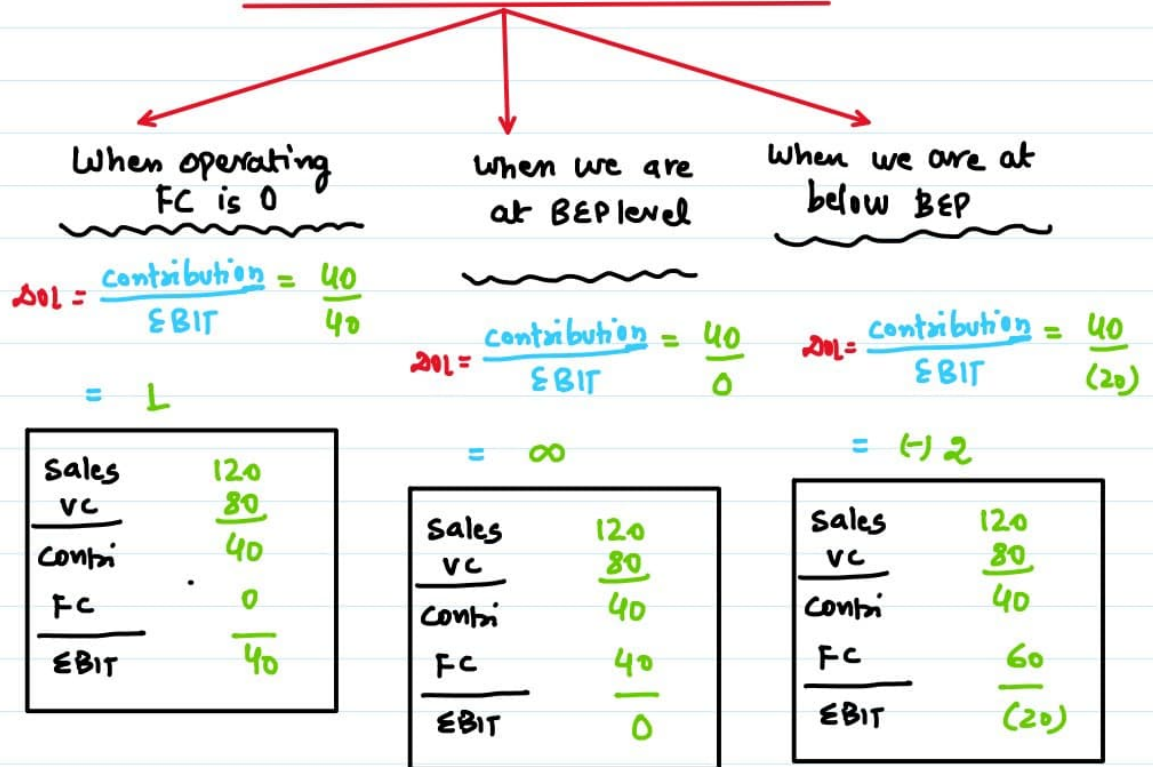 When operating
FC is 0
DOL = contribution / EBIT = 40 / 40
= 1
Sales 120
VC 80
Contri 40
FC 0
EBIT 40
when we are
at BEP level
DOL = contribution / EBIT = 40 / 0
= ∞
Sales 120
VC 80
Contri 40
FC 40
EBIT 0
When we are at
below BEP
DOL = contribution / EBIT = 40 / (20)
= (-) 2
Sales 120
VC 80
Contri 40
FC 60
EBIT (20)